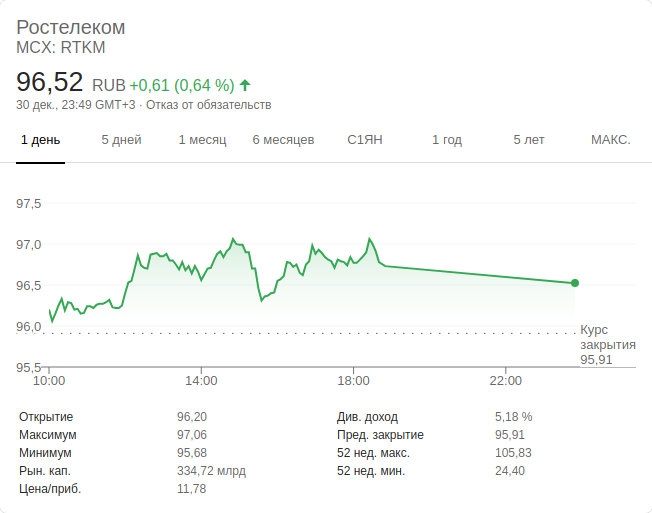 Ростелеком
MCX: RTKM
96,52 RUB +0,61 (0,64 %)
30 дек., 23:49 GMT+3 · Отказ от обязательств
1 день 5 дней 1 месяц 6 месяцев С1ЯН 1 год 5 лет МАКС.
97,5
97,0
96,5
96,0
95,5
Курс
закрытия
95,91
10:00 14:00 18:00 22:00
Открытие 96,20
Максимум 97,06
Минимум 95,68
Рын. кап. 334,72 млрд
Цена/приб. 11,78
Див. доход 5,18 %
Пред. закрытие 95,91
52 нед. макс. 105,83
52 нед. мин. 24,40